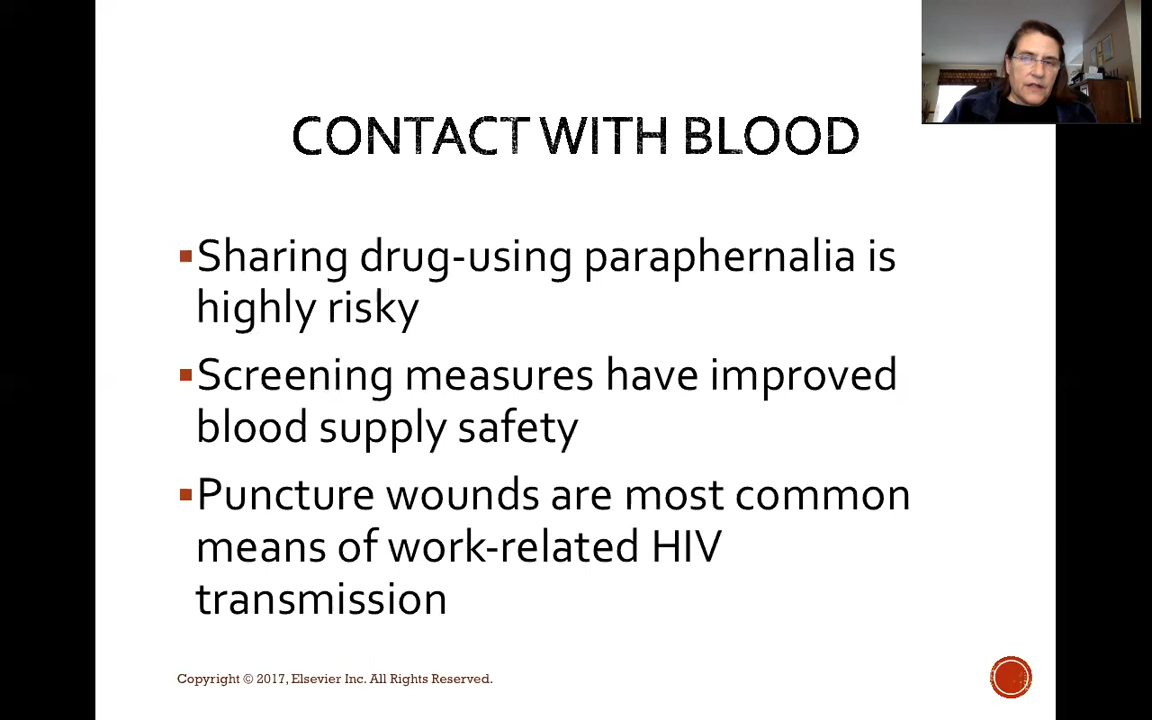 CONTACT WITH BLOOD
▪Sharing drug-using paraphernalia is
highly risky
▪Screening measures have improved
blood supply safety
▪Puncture wounds are most common
means of work-related HIV
transmission
Copyright © 2017, Elsevier Inc. All Rights Reserved.